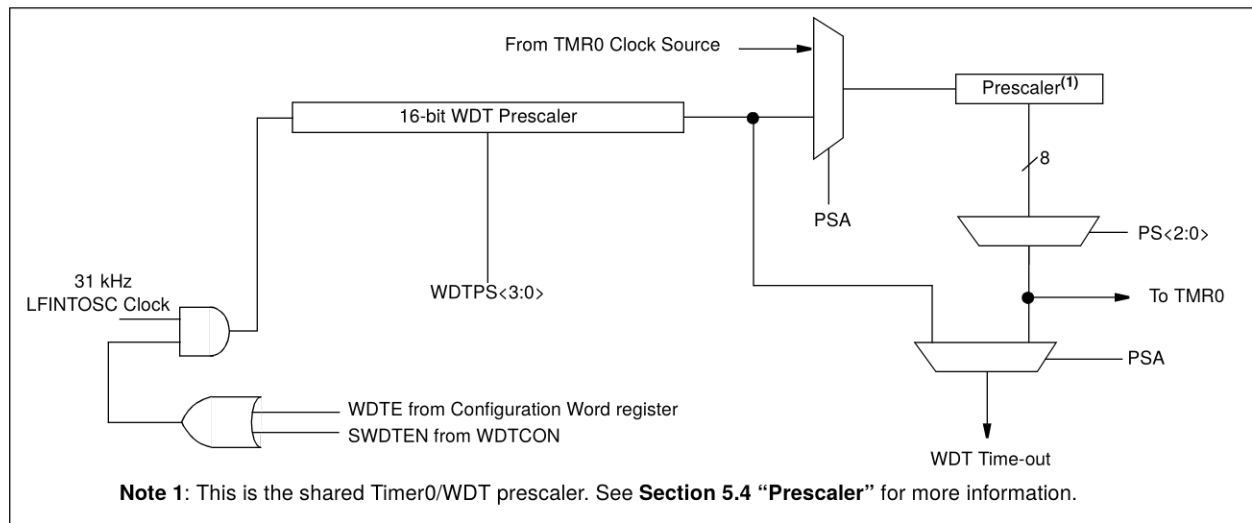 From TMR0 Clock Source
Prescaler(1)
16-bit WDT Prescaler
8
PSA
PS<2:0>
31 kHz
LFINTOSC Clock
WDTPS<3:0>
To TMR0
PSA
WDTE from Configuration Word register
SWDTEN from WDTCON
WDT Time-out
Note 1: This is the shared Timer0/WDT prescaler. See Section 5.4 “Prescaler” for more information.